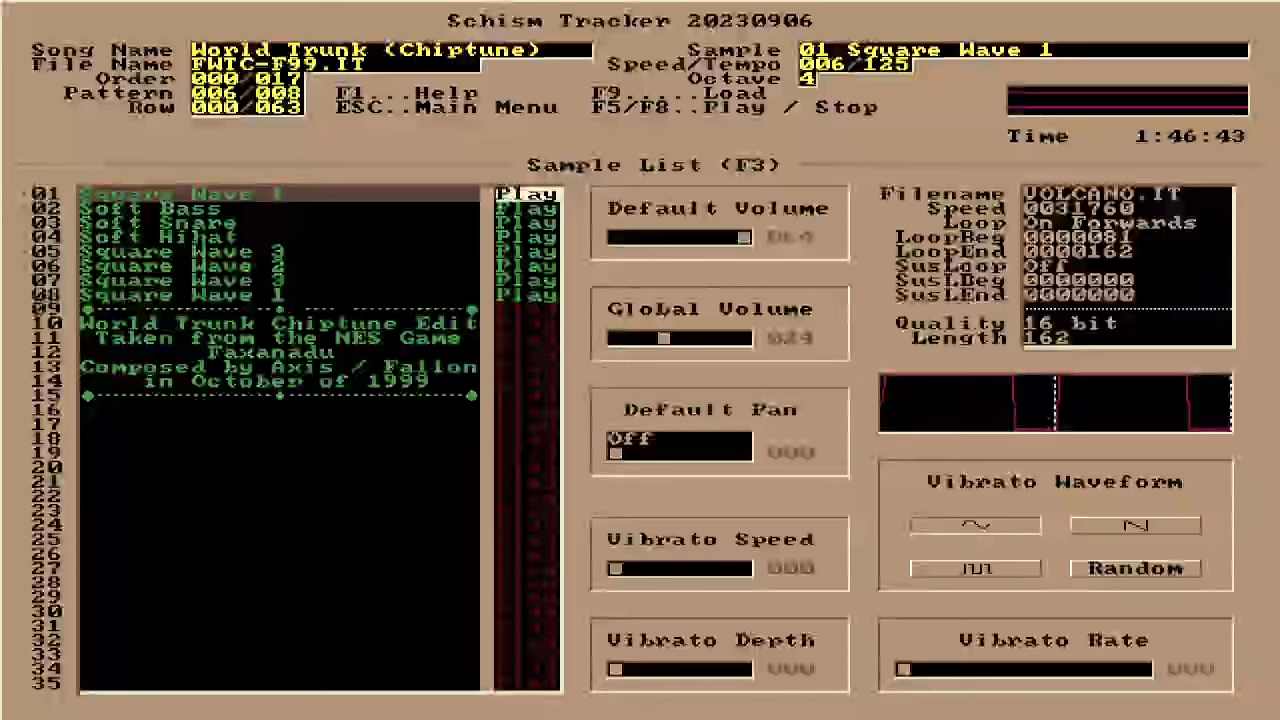 Schism Tracker 20230906
Song Name World Trunk (Chiptune) Sample 01 Square Wave 1
File Name FWTC-F99.IT Speed/Tempo 006/125
Order 000/017 Octave 4
Pattern 006/008 F1...Help F9.....Load
Row 000/063 ESC..Main Menu F5/F8..Play / Stop
Time 1:46:43
Sample List (F3)
01 Square Wave 1 Play
02 Soft Bass Play
03 Soft Snare Play
04 Soft Hihat Play
05 Square Wave 3 Play
06 Square Wave 2 Play
07 Square Wave 3 Play
08 Square Wave 1 Play
09
10 World Trunk Chiptune Edit
11 Taken from the NES Game
12 Faxanadu
13 Composed by Axis / Fallon
14 in October of 1999
15
16
17
18
19
20
21
22
23
24
25
26
27
28
29
30
31
32
33
34
35
Default Volume
064
Global Volume
024
Default Pan
Off
000
Vibrato Speed
000
Vibrato Depth
000
Filename VOLCANO.IT
Speed 0031760
Loop On Forwards
LoopBeg 0000081
LoopEnd 0000162
SusLoop Off
SusLBeg 0000000
SusLEnd 0000000
Quality 16 bit
Length 162
Vibrato Waveform
Random
Vibrato Rate
000